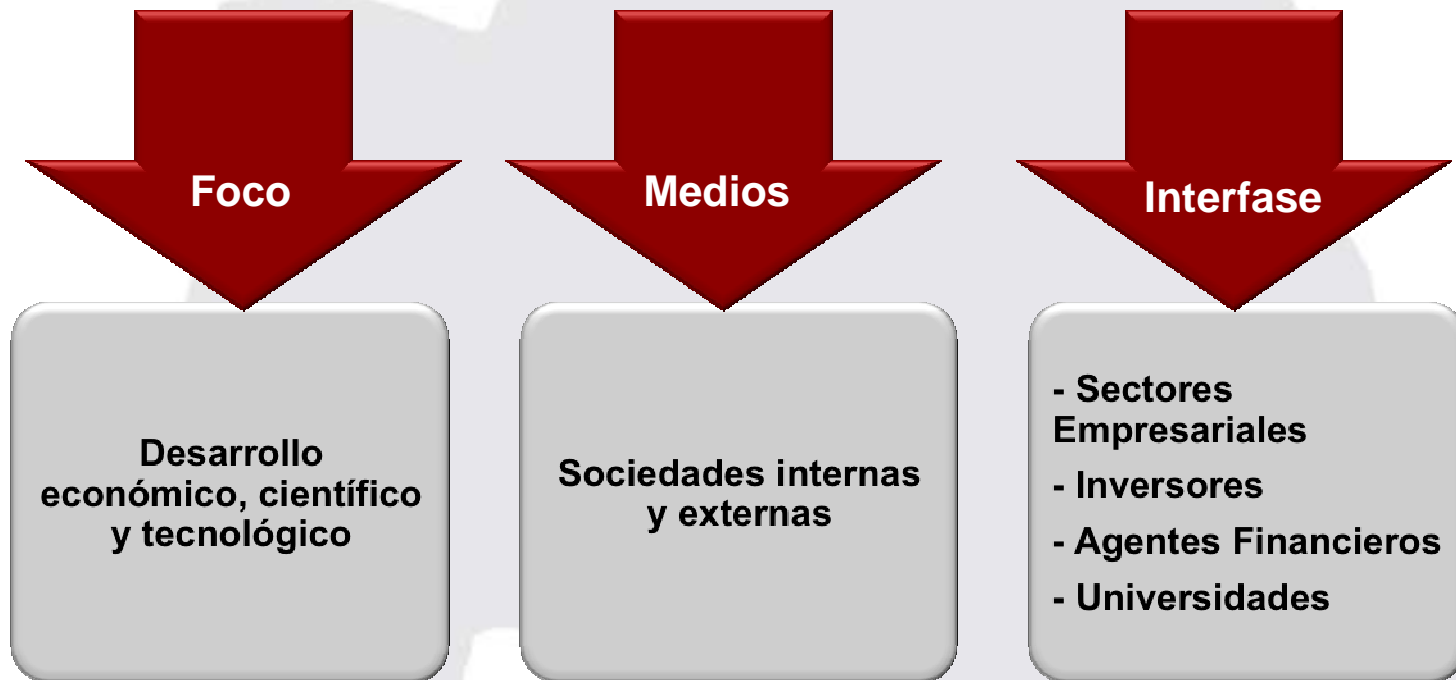 Foco
Desarrollo
económico, científico
y tecnológico
Medios
Sociedades internas
y externas
Interfase
- Sectores
Empresariales
- Inversores
- Agentes Financieros
- Universidades